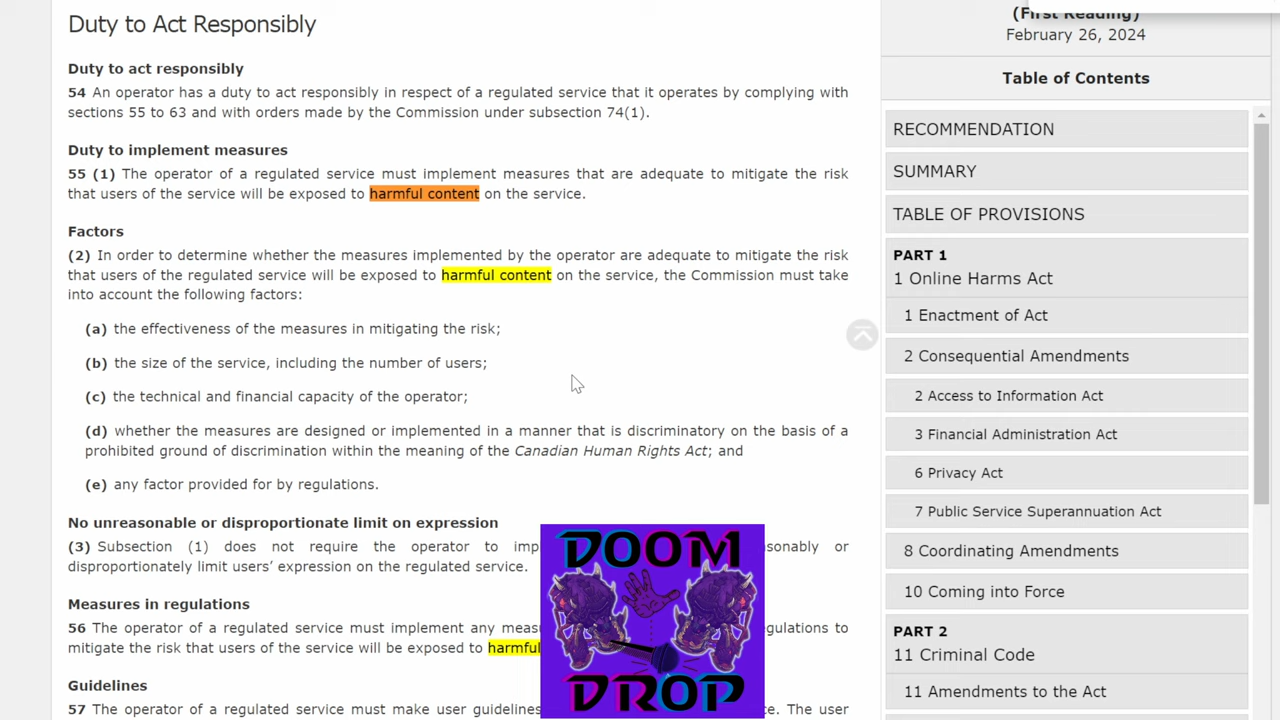 Duty to Act Responsibly
Duty to act responsibly
54 An operator has a duty to act responsibly in respect of a regulated service that it operates by complying with
sections 55 to 63 and with orders made by the Commission under subsection 74(1).
Duty to implement measures
55 (1) The operator of a regulated service must implement measures that are adequate to mitigate the risk
that users of the service will be exposed to harmful content on the service.
Factors
(2) In order to determine whether the measures implemented by the operator are adequate to mitigate the risk
that users of the regulated service will be exposed to harmful content on the service, the Commission must take
into account the following factors:
(a) the effectiveness of the measures in mitigating the risk;
(b) the size of the service, including the number of users;
(c) the technical and financial capacity of the operator;
(d) whether the measures are designed or implemented in a manner that is discriminatory on the basis of a
prohibited ground of discrimination within the meaning of the Canadian Human Rights Act; and
(e) any factor provided for by regulations.
No unreasonable or disproportionate limit on expression
(3) Subsection (1) does not require the operator to imp asonably or
disproportionately limit users' expression on the regulated service.
Measures in regulations
56 The operator of a regulated service must implement any meas gulations to
mitigate the risk that users of the service will be exposed to harmful
Guidelines
57 The operator of a regulated service must make user guidelines ce. The user
DOOM
DROP
(First Reading)
February 26, 2024
Table of Contents
RECOMMENDATION
SUMMARY
TABLE OF PROVISIONS
PART 1
1 Online Harms Act
1 Enactment of Act
2 Consequential Amendments
2 Access to Information Act
3 Financial Administration Act
6 Privacy Act
7 Public Service Superannuation Act
8 Coordinating Amendments
10 Coming into Force
PART 2
11 Criminal Code
11 Amendments to the Act